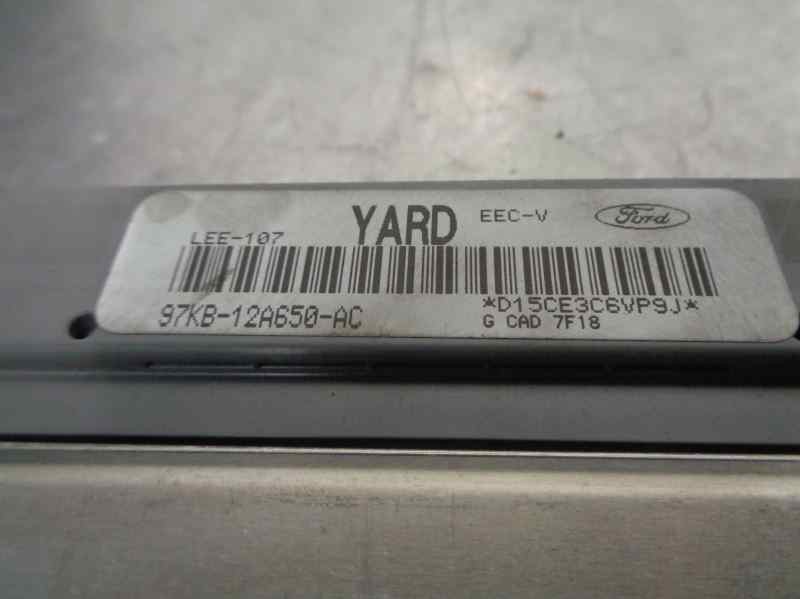 LEE-107 YARD EEC-V Ford
97KB-12A650-AC *D15CE3C6VP9J*
G CAD 7F18